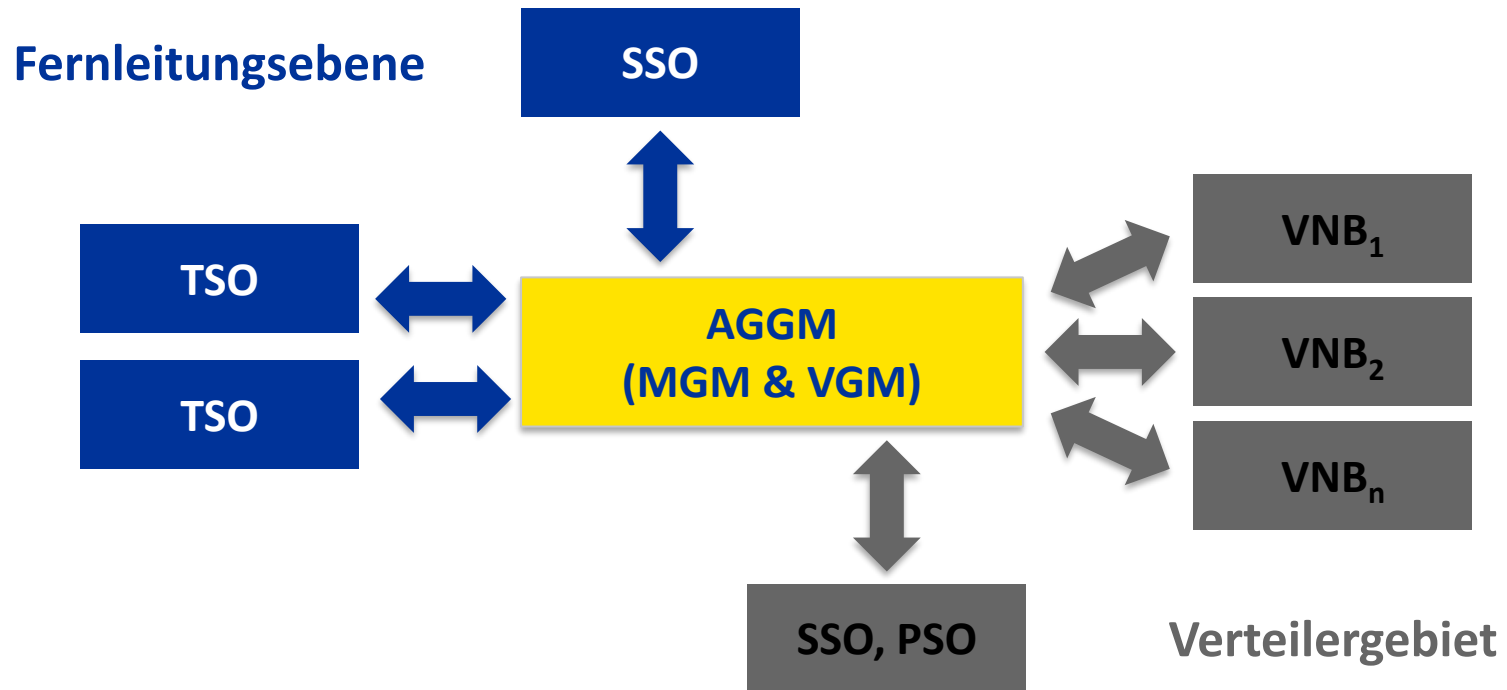 Fernleitungsebene
SSO
TSO
TSO
AGGM
(MGM & VGM)
VNB₁
VNB₂
VNBₙ
SSO, PSO
Verteilergebiet